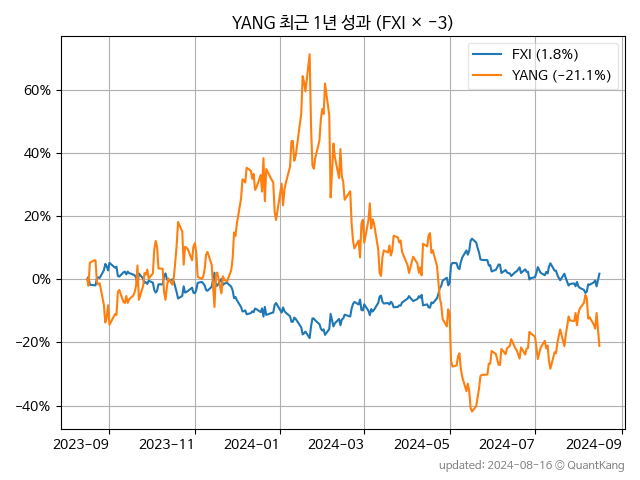 YANG 최근 1년 성과 (FXI × −3)
FXI (1.8%)
YANG (−21.1%)
60%
40%
20%
0%
−20%
−40%
2023-09 2023-11 2024-01 2024-03 2024-05 2024-07 2024-09
updated: 2024-08-16 © QuantKang